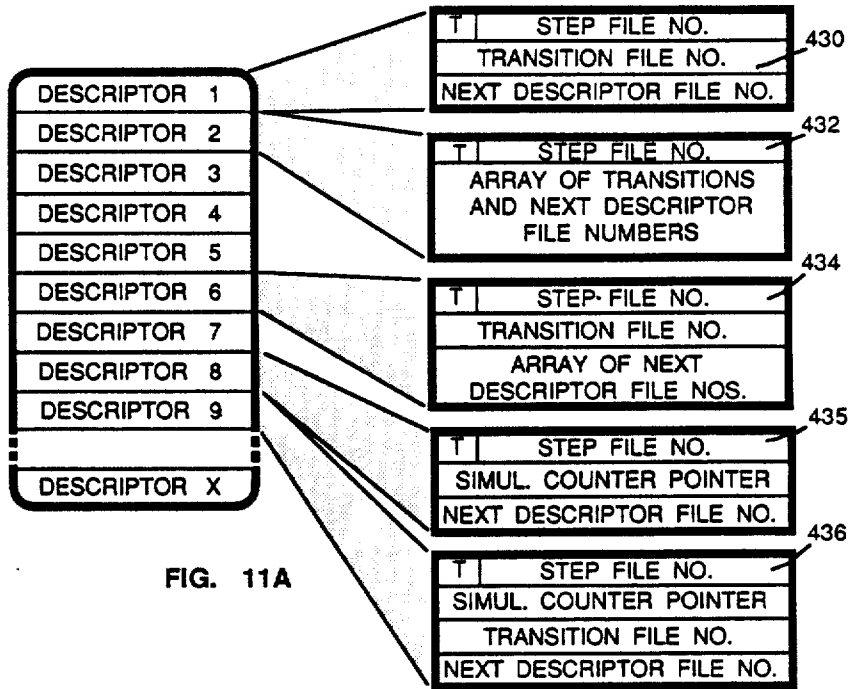 DESCRIPTOR 1
DESCRIPTOR 2
DESCRIPTOR 3
DESCRIPTOR 4
DESCRIPTOR 5
DESCRIPTOR 6
DESCRIPTOR 7
DESCRIPTOR 8
DESCRIPTOR 9
DESCRIPTOR X
T STEP FILE NO.
TRANSITION FILE NO.
NEXT DESCRIPTOR FILE NO.
430
T STEP FILE NO.
ARRAY OF TRANSITIONS
AND NEXT DESCRIPTOR
FILE NUMBERS
432
T STEP FILE NO.
TRANSITION FILE NO.
ARRAY OF NEXT
DESCRIPTOR FILE NOS.
434
T STEP FILE NO.
SIMUL. COUNTER POINTER
NEXT DESCRIPTOR FILE NO.
435
T STEP FILE NO.
SIMUL. COUNTER POINTER
TRANSITION FILE NO.
NEXT DESCRIPTOR FILE NO.
436
FIG. 11A